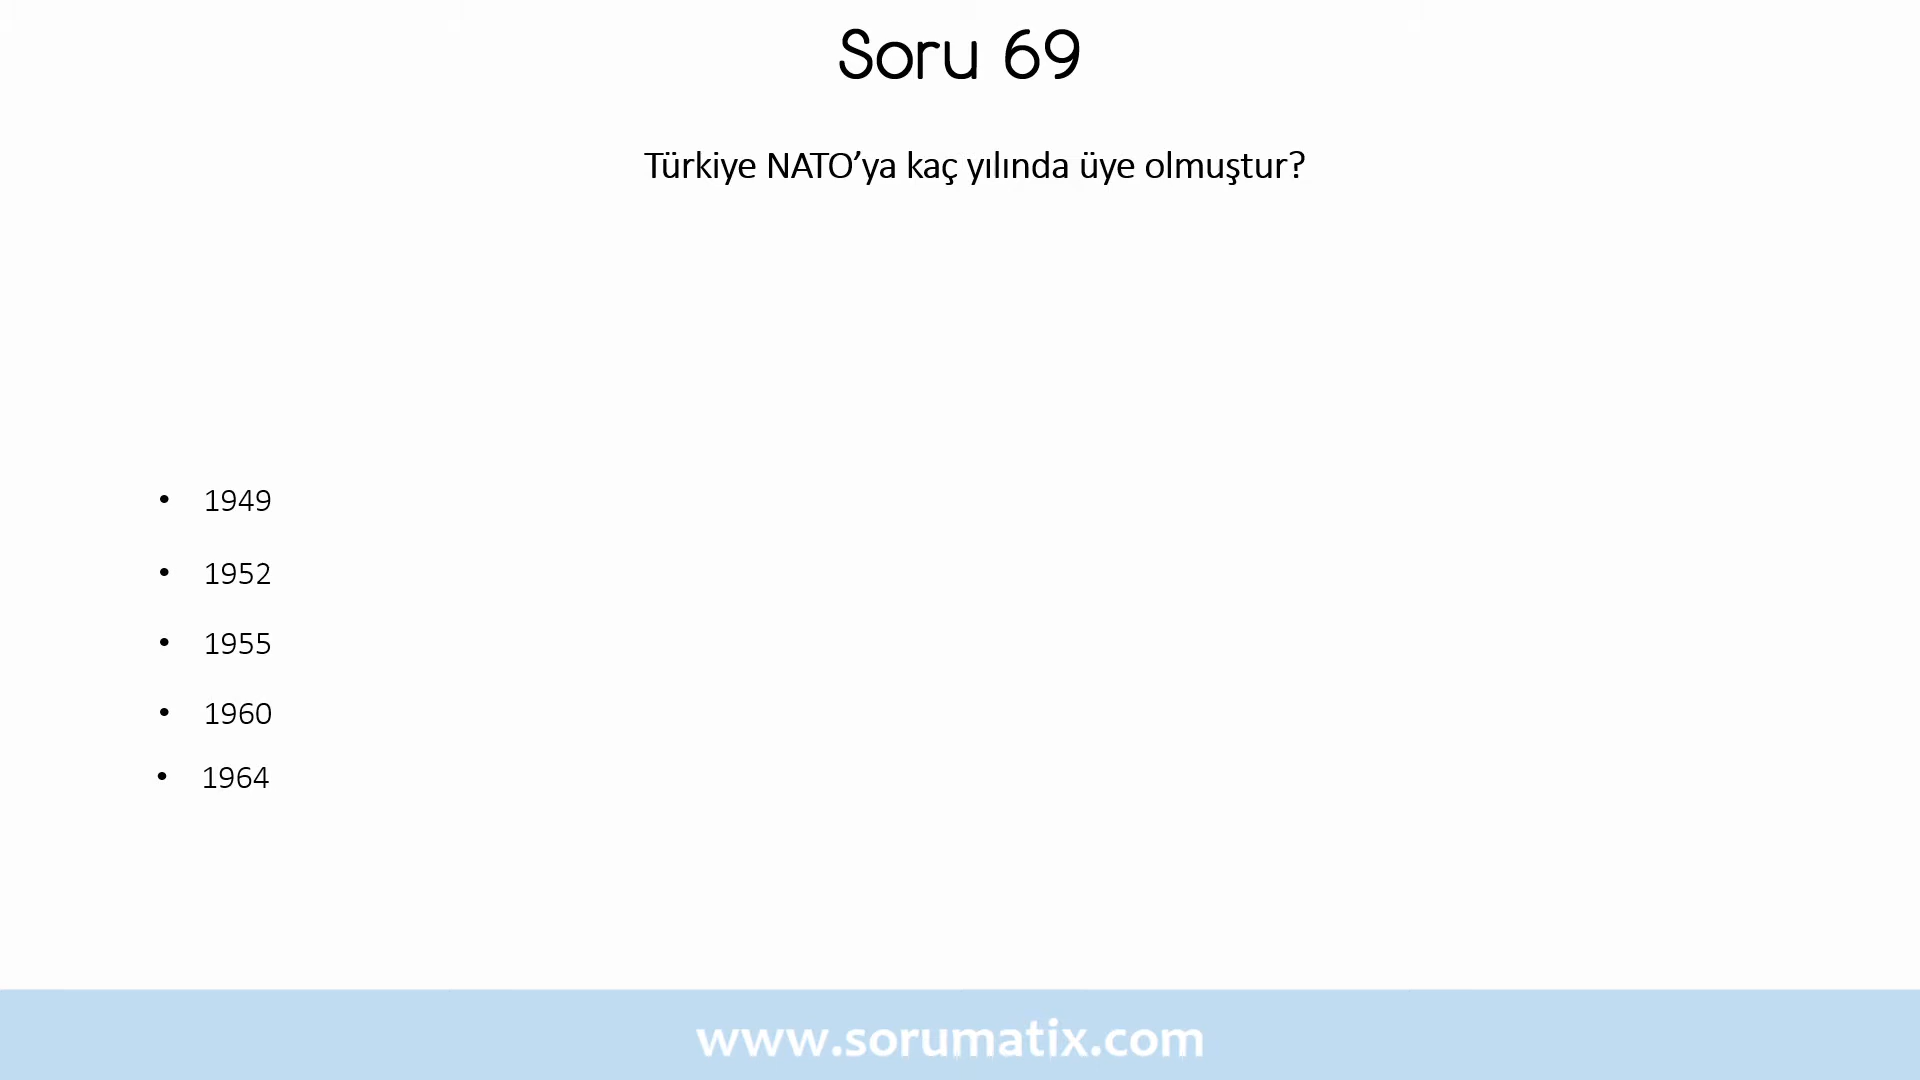 Soru 69
Türkiye NATO’ya kaç yılında üye olmuştur?
• 1949
• 1952
• 1955
• 1960
• 1964
www.sorumatix.com